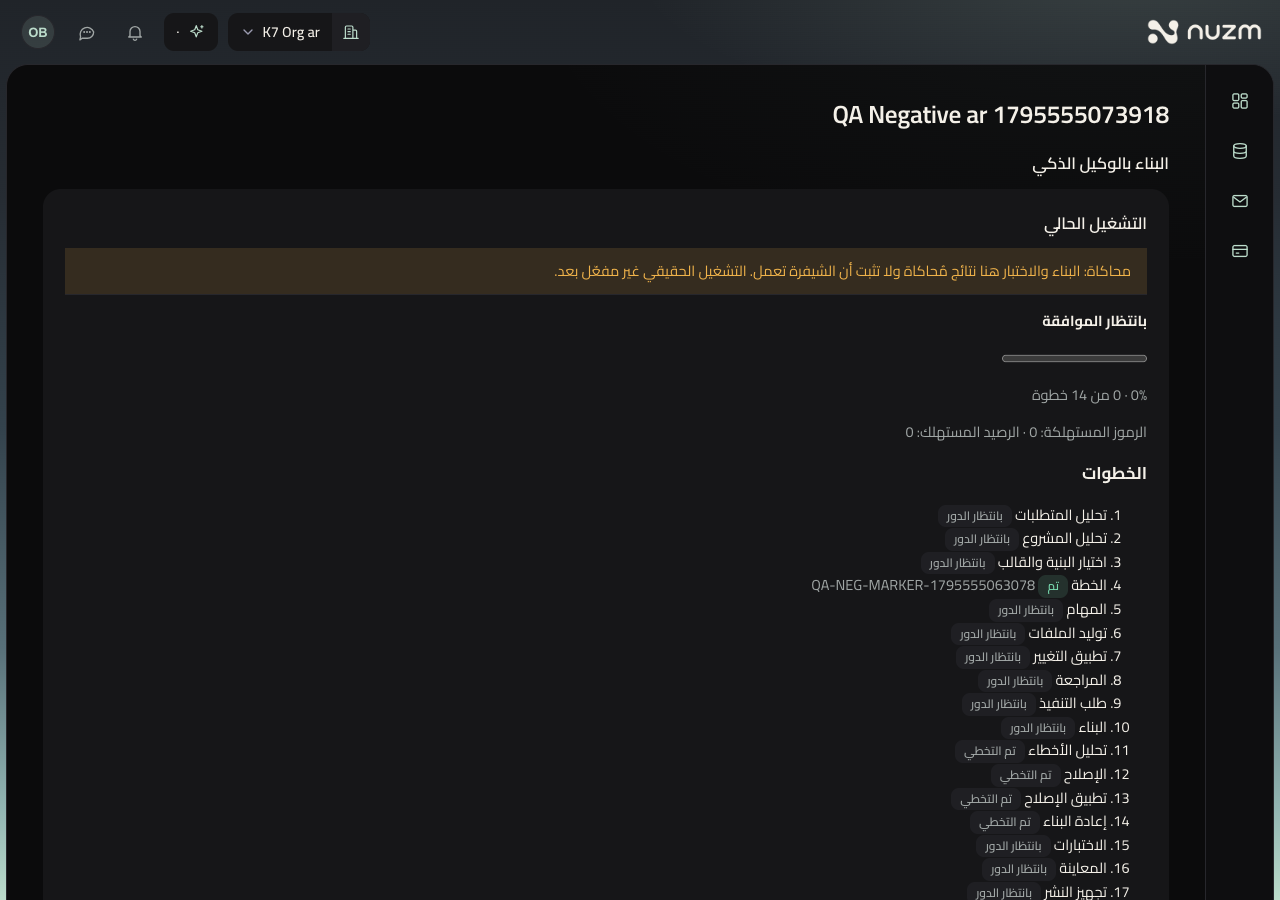 nuzm
K7 Org ar
·
OB
QA Negative ar 1795555073918
البناء بالوكيل الذكي
التشغيل الحالي
محاكاة: البناء والاختبار هنا نتائج مُحاكاة ولا تثبت أن الشيفرة تعمل. التشغيل الحقيقي غير مفعّل بعد.
بانتظار الموافقة
0% · 0 من 14 خطوة
الرموز المستهلكة: 0 · الرصيد المستهلك: 0
الخطوات
1. تحليل المتطلبات بانتظار الدور
2. تحليل المشروع بانتظار الدور
3. اختيار البنية والقالب بانتظار الدور
4. الخطة تم QA-NEG-MARKER-1795555063078
5. المهام بانتظار الدور
6. توليد الملفات بانتظار الدور
7. تطبيق التغيير بانتظار الدور
8. المراجعة بانتظار الدور
9. طلب التنفيذ بانتظار الدور
10. البناء بانتظار الدور
11. تحليل الأخطاء تم التخطي
12. الإصلاح تم التخطي
13. تطبيق الإصلاح تم التخطي
14. إعادة البناء تم التخطي
15. الاختبارات بانتظار الدور
16. المعاينة بانتظار الدور
17. تجهيز النشر بانتظار الدور